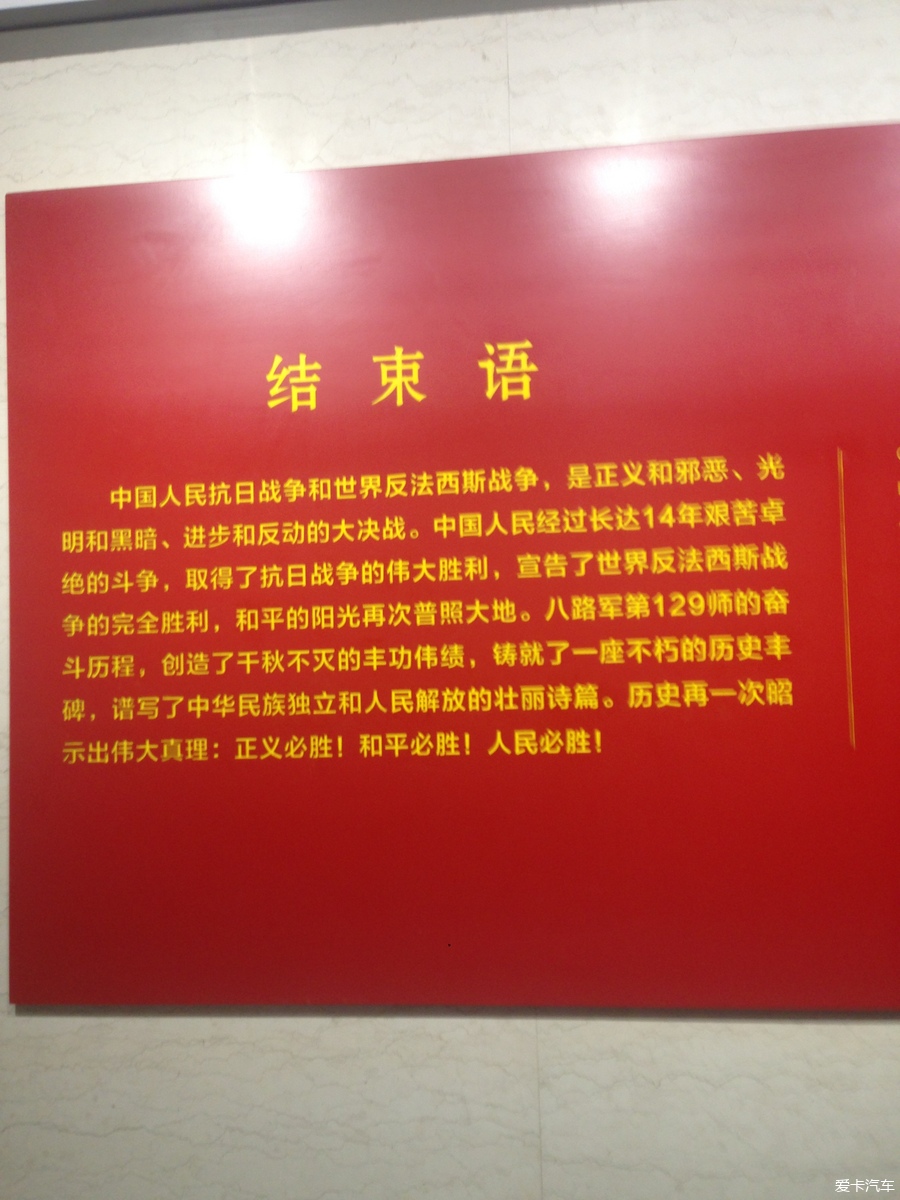 结束语
中国人民抗日战争和世界反法西斯战争，是正义和邪恶、光
明和黑暗、进步和反动的大决战。中国人民经过长达14年艰苦卓
绝的斗争，取得了抗日战争的伟大胜利，宣告了世界反法西斯战
争的完全胜利，和平的阳光再次普照大地。八路军第129师的奋
斗历程，创造了千秋不灭的丰功伟绩，铸就了一座不朽的历史丰
碑，谱写了中华民族独立和人民解放的壮丽诗篇。历史再一次昭
示出伟大真理：正义必胜！和平必胜！人民必胜！
爱卡汽车